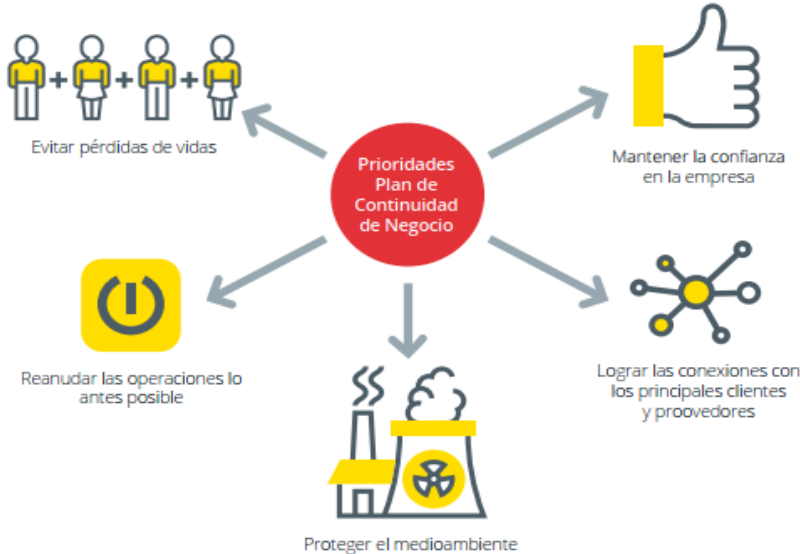 Evitar pérdidas de vidas
Mantener la confianza
en la empresa
Prioridades
Plan de
Continuidad
de Negocio
Reanudar las operaciones lo
antes posible
Lograr las conexiones con
los principales clientes
y proovedores
Proteger el medioambiente